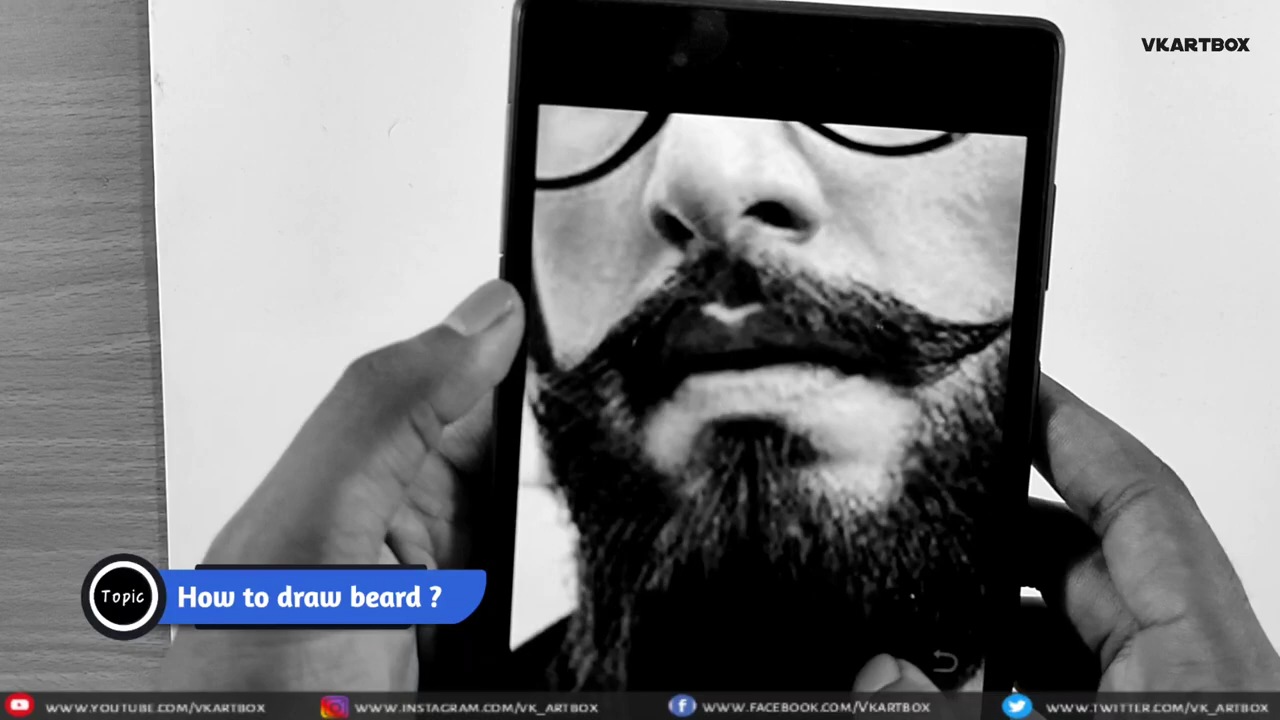 VKARTBOX
Topic
How to draw beard ?
WWW.YOUTUBE.COM/VKARTBOX
WWW.INSTAGRAM.COM/VK_ARTBOX
WWW.FACEBOOK.COM/VKARTBOX
WWW.TWITTER.COM/VK_ARTBOX